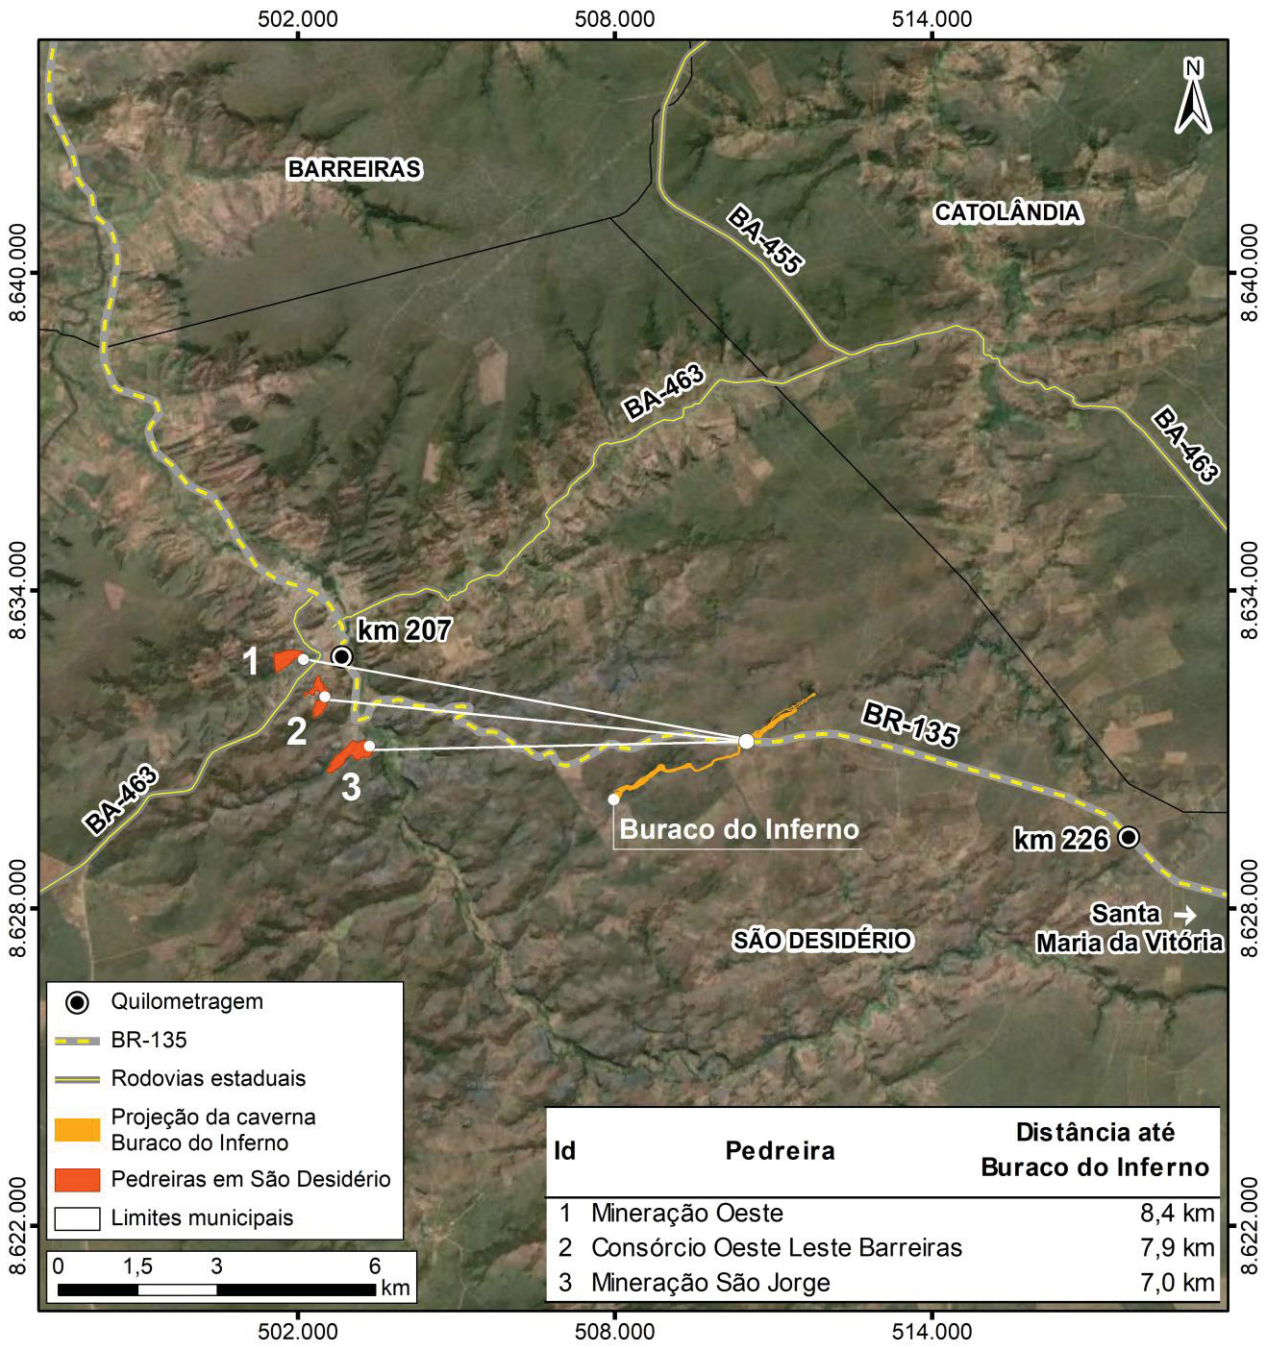 502.000
508.000
514.000
N
BARREIRAS
CATOLÂNDIA
BA-455
8.640.000
8.640.000
BA-463
BA-463
8.634.000
8.634.000
km 207
1
2
3
BR-135
BA-463
Buraco do Inferno
km 226
8.628.000
8.628.000
Santa →
Maria da Vitória
SÃO DESIDÉRIO
Quilometragem
BR-135
Rodovias estaduais
Projeção da caverna
Buraco do Inferno
Pedreiras em São Desidério
Limites municipais
0 1,5 3 6
km
Id Pedreira Distância até
Buraco do Inferno
1 Mineração Oeste 8,4 km
2 Consórcio Oeste Leste Barreiras 7,9 km
3 Mineração São Jorge 7,0 km
8.622.000
8.622.000
502.000
508.000
514.000